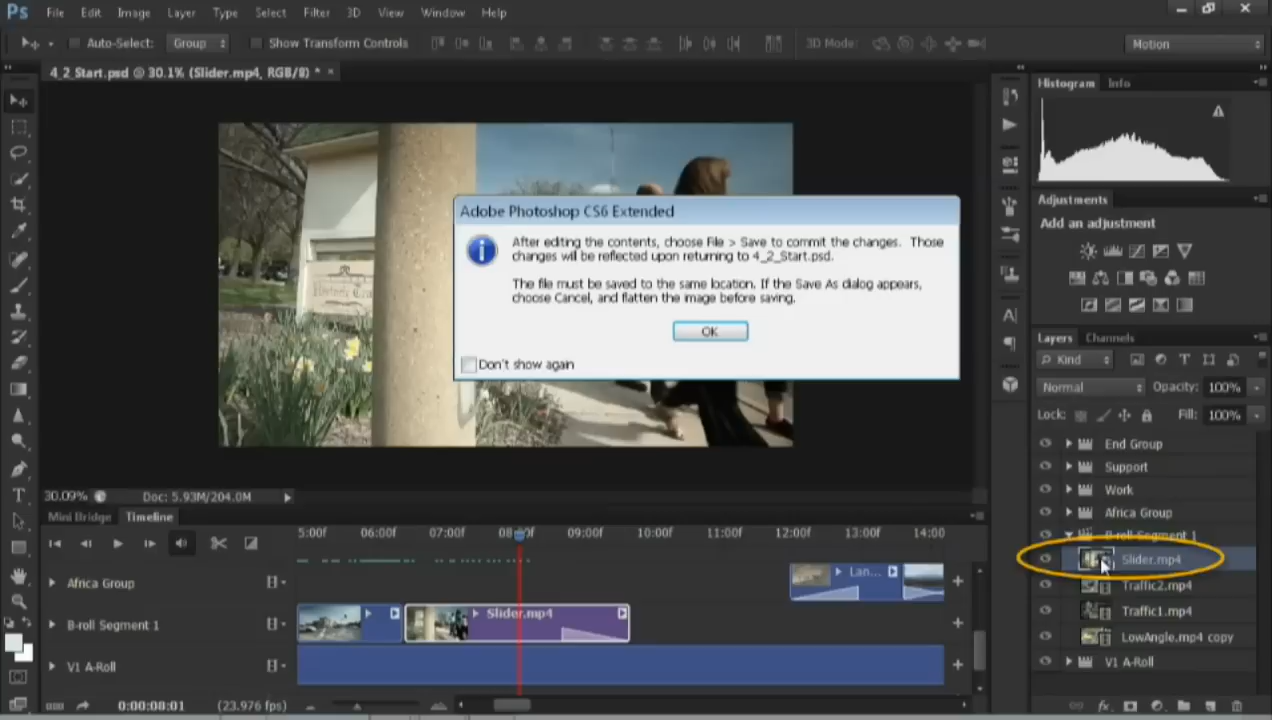 Ps File Edit Image Layer Type Select Filter 3D View Window Help
Auto-Select: Group Show Transform Controls 3D Mode: Motion
4_2_Start.psd @ 30.1% (Slider.mp4, RGB/8) * ×
Histogram Info
Adobe Photoshop CS6 Extended
After editing the contents, choose File > Save to commit the changes. Those
changes will be reflected upon returning to 4_2_Start.psd.
The file must be saved to the same location. If the Save As dialog appears,
choose Cancel, and flatten the image before saving.
OK
Don't show again
Adjustments
Add an adjustment
Layers Channels
Kind
Normal Opacity: 100%
Lock: Fill: 100%
End Group
Support
Work
Africa Group
B-roll Segment 1
Slider.mp4
Traffic2.mp4
Traffic1.mp4
LowAngle.mp4 copy
V1 A-Roll
30.09% Doc: 5.93M/204.0M
Mini Bridge Timeline
5:00f 06:00f 07:00f 08:00f 09:00f 10:00f 11:00f 12:00f 13:00f 14:00
Africa Group Lan...
B-roll Segment 1 Slider.mp4
V1 A-Roll
0:00:08:01 (23.976 fps)